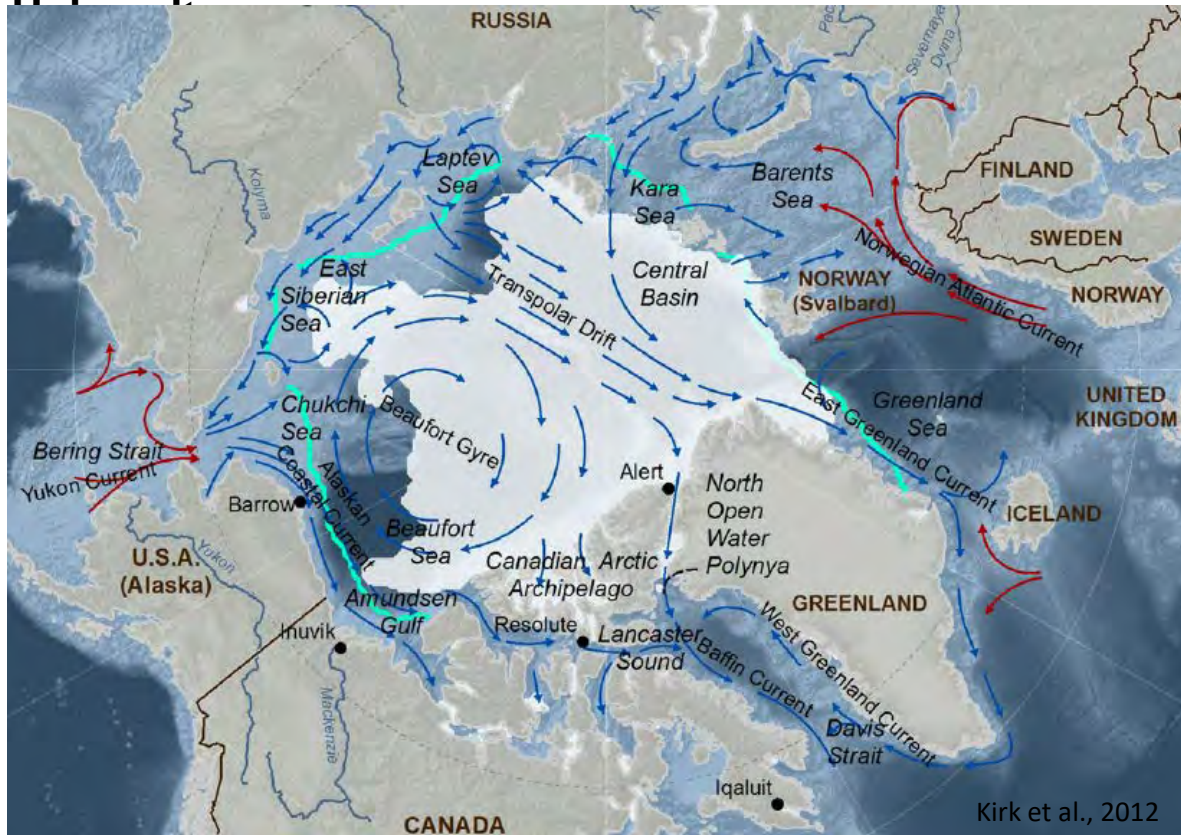 RUSSIA
Severnaya
Dvina
Kolyma
FINLAND
Laptev
Sea
Barents
Sea
Kara
Sea
SWEDEN
East
Siberian
Sea
Central
Basin
NORWAY
(Svalbard)
Norwegian Atlantic Current
NORWAY
Transpolar Drift
Chukchi
Sea
Beaufort Gyre
East Greenland Current
Greenland
Sea
UNITED
KINGDOM
Bering Strait
Yukon Current
Alaskan
Coastal Current
Barrow
Alert
North
Open
Water
Polynya
ICELAND
Beaufort
Sea
U.S.A.
(Alaska)
Yukon
Canadian Arctic
Archipelago
GREENLAND
Amundsen
Gulf
Inuvik
Resolute
Lancaster
Sound
Baffin Current
West Greenland Current
Davis
Strait
Mackenzie
Iqaluit
CANADA
Kirk et al., 2012